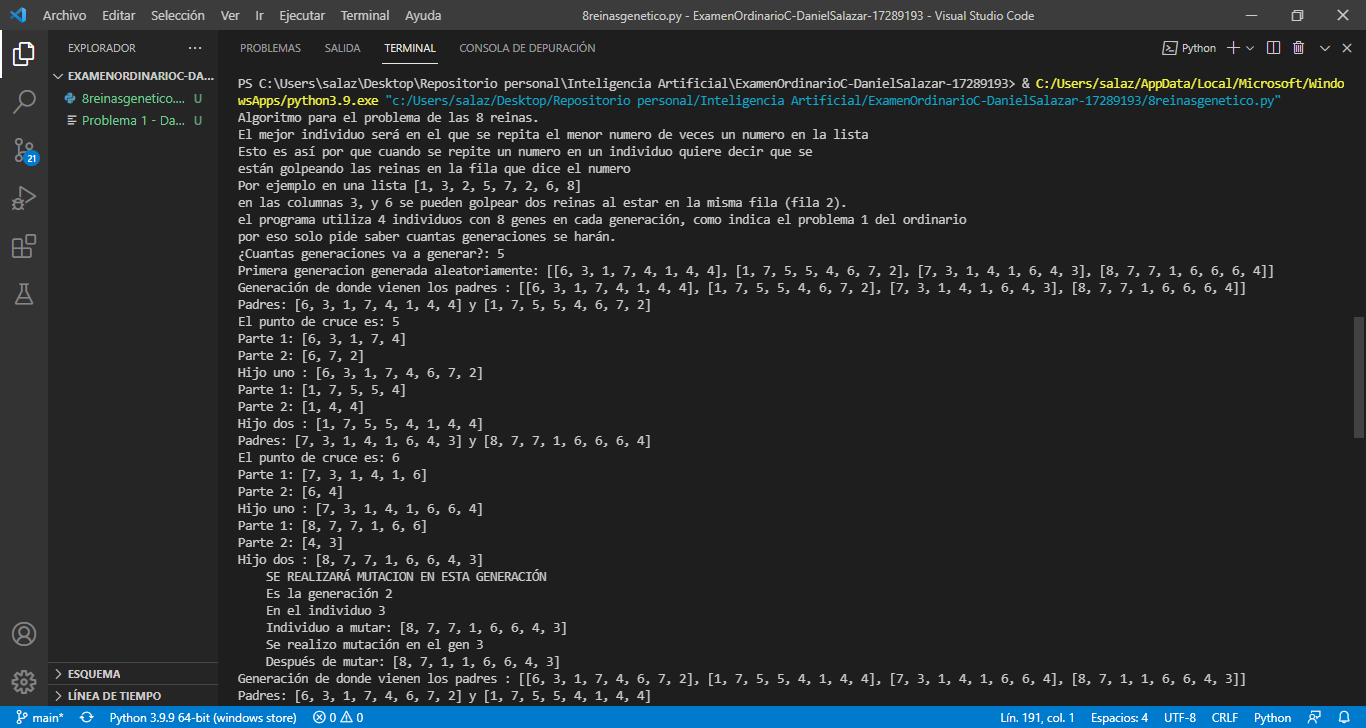 Archivo Editar Selección Ver Ir Ejecutar Terminal Ayuda 8reinasgenetico.py - ExamenOrdinarioC-DanielSalazar-17289193 - Visual Studio Code
EXPLORADOR ···
EXAMENORDINARIOC-DA...
8reinasgenetico.... U
Problema 1 - Da... U
21
ESQUEMA
LÍNEA DE TIEMPO
PROBLEMAS SALIDA TERMINAL CONSOLA DE DEPURACIÓN Python
PS C:\Users\salaz\Desktop\Repositorio personal\Inteligencia Artificial\ExamenOrdinarioC-DanielSalazar-17289193> & C:/Users/salaz/AppData/Local/Microsoft/Windo
wsApps/python3.9.exe "c:/Users/salaz/Desktop/Repositorio personal/Inteligencia Artificial/ExamenOrdinarioC-DanielSalazar-17289193/8reinasgenetico.py"
Algoritmo para el problema de las 8 reinas.
El mejor individuo será en el que se repita el menor numero de veces un numero en la lista
Esto es así por que cuando se repite un numero en un individuo quiere decir que se
están golpeando las reinas en la fila que dice el numero
Por ejemplo en una lista [1, 3, 2, 5, 7, 2, 6, 8]
en las columnas 3, y 6 se pueden golpear dos reinas al estar en la misma fila (fila 2).
el programa utiliza 4 individuos con 8 genes en cada generación, como indica el problema 1 del ordinario
por eso solo pide saber cuantas generaciones se harán.
¿Cuantas generaciones va a generar?: 5
Primera generacion generada aleatoriamente: [[6, 3, 1, 7, 4, 1, 4, 4], [1, 7, 5, 5, 4, 6, 7, 2], [7, 3, 1, 4, 1, 6, 4, 3], [8, 7, 7, 1, 6, 6, 6, 4]]
Generación de donde vienen los padres : [[6, 3, 1, 7, 4, 1, 4, 4], [1, 7, 5, 5, 4, 6, 7, 2], [7, 3, 1, 4, 1, 6, 4, 3], [8, 7, 7, 1, 6, 6, 6, 4]]
Padres: [6, 3, 1, 7, 4, 1, 4, 4] y [1, 7, 5, 5, 4, 6, 7, 2]
El punto de cruce es: 5
Parte 1: [6, 3, 1, 7, 4]
Parte 2: [6, 7, 2]
Hijo uno : [6, 3, 1, 7, 4, 6, 7, 2]
Parte 1: [1, 7, 5, 5, 4]
Parte 2: [1, 4, 4]
Hijo dos : [1, 7, 5, 5, 4, 1, 4, 4]
Padres: [7, 3, 1, 4, 1, 6, 4, 3] y [8, 7, 7, 1, 6, 6, 6, 4]
El punto de cruce es: 6
Parte 1: [7, 3, 1, 4, 1, 6]
Parte 2: [6, 4]
Hijo uno : [7, 3, 1, 4, 1, 6, 6, 4]
Parte 1: [8, 7, 7, 1, 6, 6]
Parte 2: [4, 3]
Hijo dos : [8, 7, 7, 1, 6, 6, 4, 3]
SE REALIZARÁ MUTACION EN ESTA GENERACIÓN
Es la generación 2
En el individuo 3
Individuo a mutar: [8, 7, 7, 1, 6, 6, 4, 3]
Se realizo mutación en el gen 3
Después de mutar: [8, 7, 1, 1, 6, 6, 4, 3]
Generación de donde vienen los padres : [[6, 3, 1, 7, 4, 6, 7, 2], [1, 7, 5, 5, 4, 1, 4, 4], [7, 3, 1, 4, 1, 6, 6, 4], [8, 7, 1, 1, 6, 6, 4, 3]]
Padres: [6, 3, 1, 7, 4, 6, 7, 2] y [1, 7, 5, 5, 4, 1, 4, 4]
main* Python 3.9.9 64-bit (windows store) 0 0 Lín. 191, col. 1 Espacios: 4 UTF-8 CRLF Python